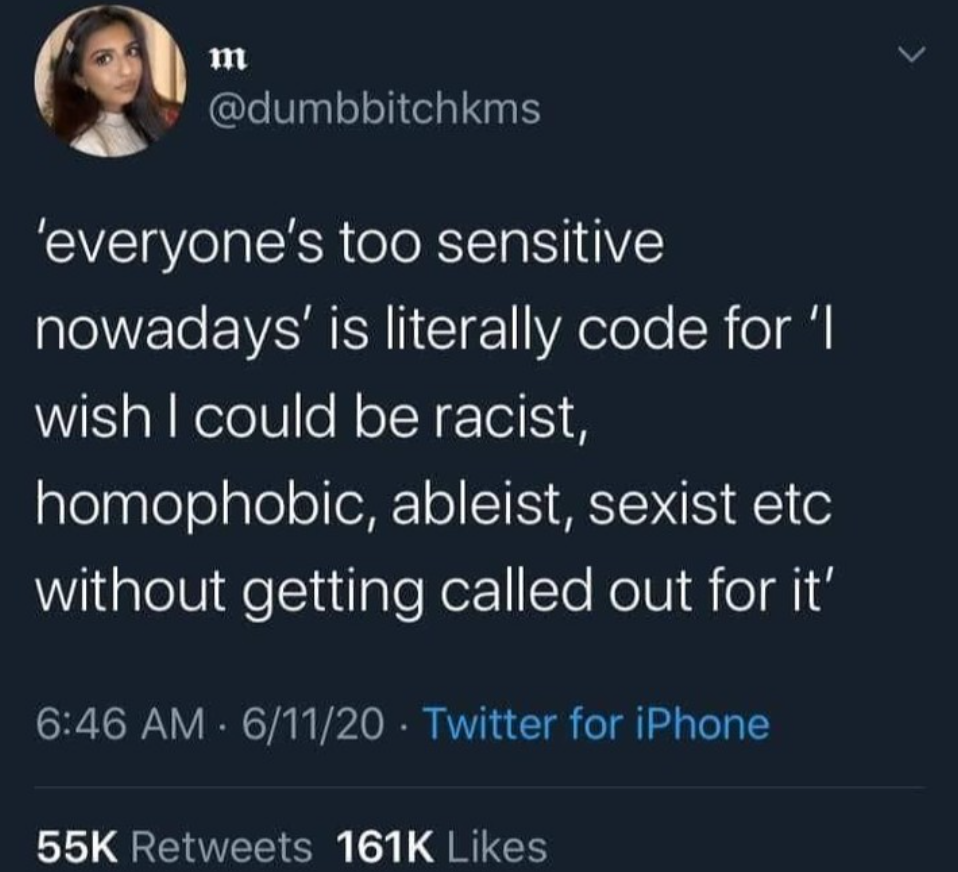 m
@dumbbitchkms
'everyone's too sensitive
nowadays' is literally code for 'I
wish I could be racist,
homophobic, ableist, sexist etc
without getting called out for it'
6:46 AM · 6/11/20 · Twitter for iPhone
55K Retweets 161K Likes